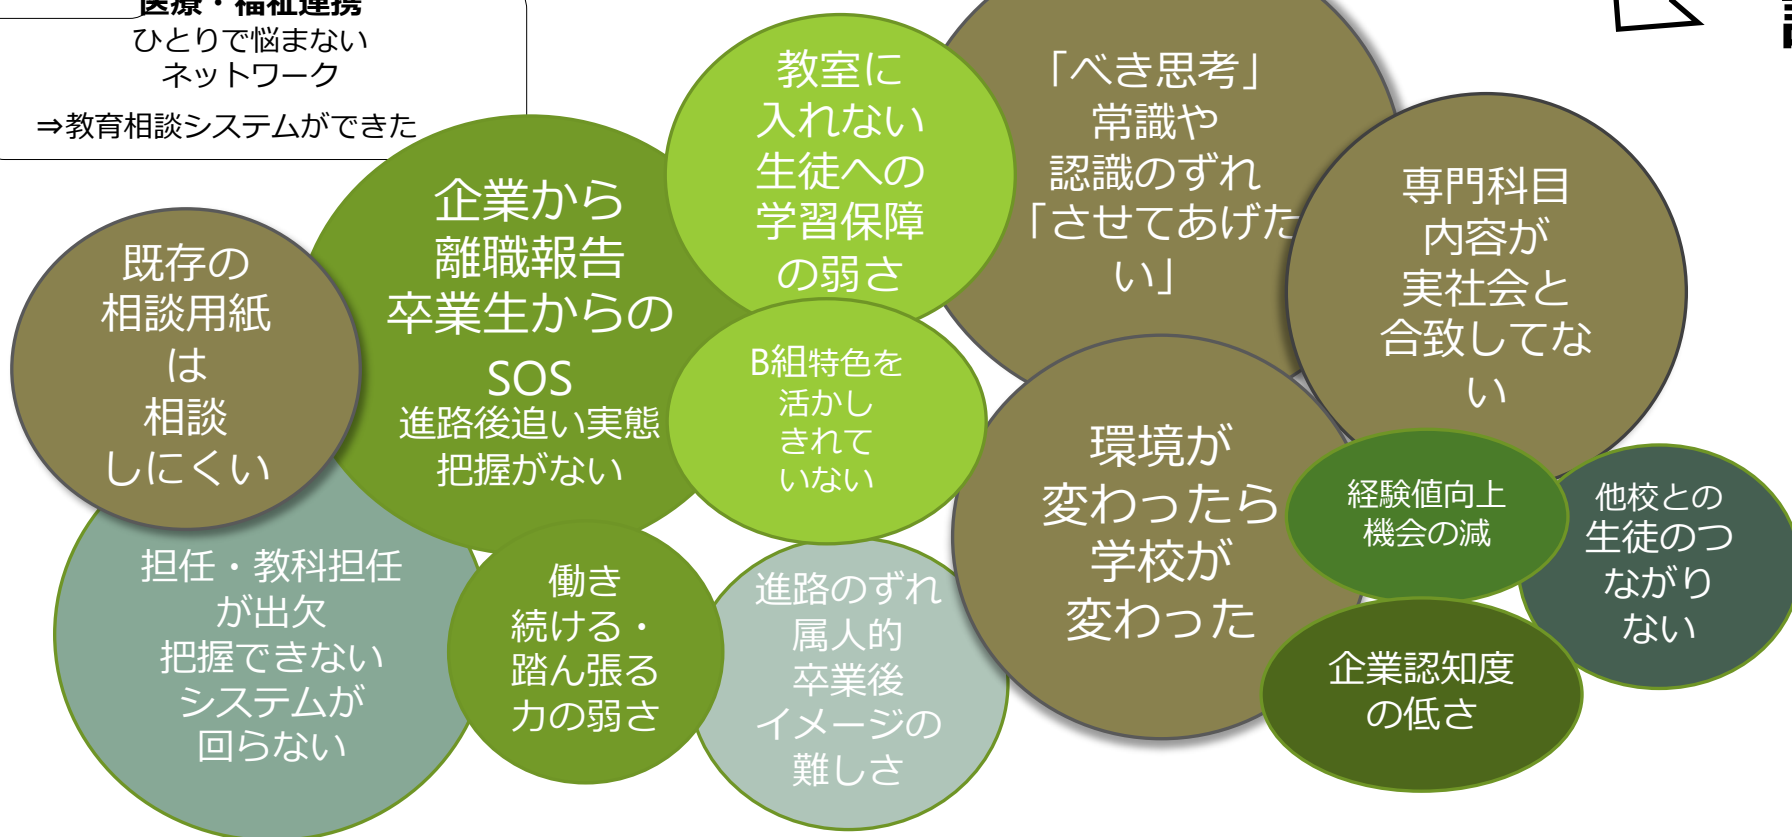 医療・福祉連携
ひとりで悩まない
ネットワーク
⇒教育相談システムができた
既存の
相談用紙
は
相談
しにくい
企業から
離職報告
卒業生からの
SOS
進路後追い実態
把握がない
教室に
入れない
生徒への
学習保障
の弱さ
「べき思考」
常識や
認識のずれ
「させてあげた
い」
専門科目
内容が
実社会と
合致してな
い
B組特色を
活かし
きれて
いない
環境が
変わったら
学校が
変わった
経験値向上
機会の減
他校との
生徒のつ
ながり
ない
担任・教科担任
が出欠
把握できない
システムが
回らない
働き
続ける・
踏ん張る
力の弱さ
進路のずれ
属人的
卒業後
イメージの
難しさ
企業認知度
の低さ